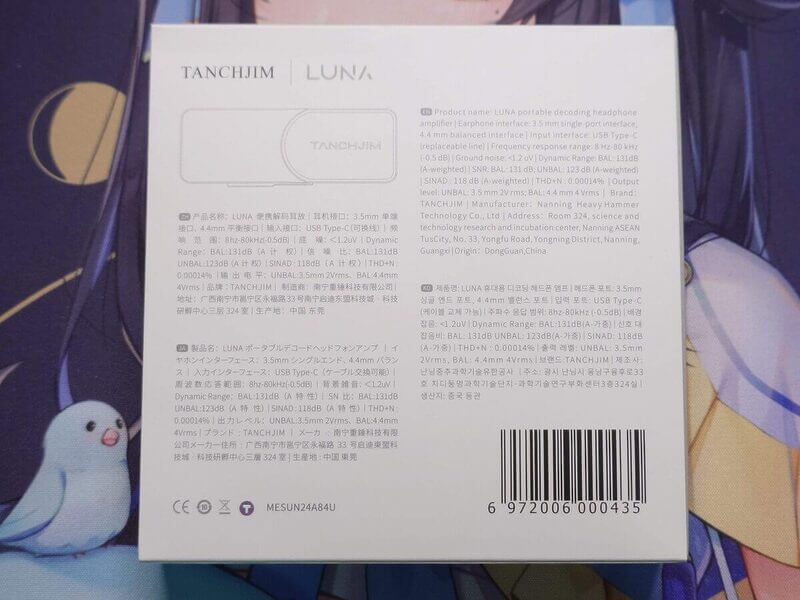 TANCHJIM | LUNA
TANCHJIM
ZH 产品名称：LUNA 便携解码耳放 | 耳机接口：3.5mm 单端
接口，4.4mm 平衡接口 | 输入接口：USB Type-C（可换线）| 频
响 范 围：8hz-80kHz(-0.5dB) | 底 噪：<1.2uV | Dynamic
Range: BAL:131dB（A 计权）| 信 噪 比：BAL:131dB
UNBAL:123dB（A 计权）| SINAD：118dB（A 计权）| THD+N：
0.00014% | 输 出 电 平：UNBAL:3.5mm 2Vrms, BAL:4.4mm
4Vrms | 品牌：TANCHJIM | 制造商：南宁重锤科技有限公司 |
地址：广西南宁市邕宁区永福路 33 号南宁启迪东盟科技城 · 科技
研孵中心三层 324 室 | 生产地：中国 东莞
JA 製品名：LUNA ポータブルデコードヘッドフォンアンプ | イ
ヤホンインターフェース：3.5mm シングルエンド、4.4mm バラン
ス | 入力インターフェース：USB Type-C（ケーブル交換可能）|
周波数応答範囲：8hz-80kHz(-0.5dB) | 背景雑音：<1.2uV |
Dynamic Range：BAL:131dB (A 特性) | SN 比：BAL:131dB
UNBAL:123dB (A 特性) | SINAD：118dB (A 特性) | THD+N：
0.00014% | 出力レベル：UNBAL:3.5mm 2Vrms, BAL:4.4mm
4Vrms | ブランド：TANCHJIM | メーカ：南宁重錘科技有限公
司メーカー住所：广西南宁市邕宁区永福路 33 号启迪東盟科技
城 · 科技研孵中心三層 324 室 | 生産地：中国 東莞
MESUN24A84U
EN Product name: LUNA portable decoding headphone
amplifier | Earphone interface: 3.5 mm single-port interface,
4.4 mm balanced interface | Input interface: USB Type-C
(replaceable line) | Frequency response range: 8 Hz-80 kHz
(-0.5 dB) | Ground noise: <1.2 uV | Dynamic Range: BAL: 131dB
(A-weighted) | SNR: BAL: 131dB, UNBAL: 123 dB (A-weighted)
| SINAD : 118 dB (A-weighted) | THD+N: 0.00014% | Output
level: UNBAL: 3.5 mm 2V rms, BAL: 4.4 mm 4 Vrms | Brand:
TANCHJIM | Manufacturer: Nanning Heavy Hammer
Technology Co., Ltd | Address: Room 324, science and
technology research and incubation center, Nanning ASEAN
TusCity, No. 33, Yongfu Road, Yongning District, Nanning,
Guangxi | Origin: DongGuan,China
KO 제품명: LUNA 휴대용 디코딩 헤드폰 앰프 | 헤드폰 포트: 3.5mm
싱글 엔드 포트, 4.4mm 밸런스 포트 | 입력 포트: USB Type-C
(케이블 교체 가능) | 주파수 응답 범위: 8hz-80kHz(-0.5dB) | 배경
잡음: <1.2uV | Dynamic Range: BAL:131dB(A-가중) | 신호 대
잡음비: BAL:131dB UNBAL:123dB(A-가중) | SINAD: 118dB
(A-가중) | THD+N: 0.00014% | 출력 레벨: UNBAL: 3.5mm
2Vrms, BAL: 4.4mm 4Vrms | 브랜드:TANCHJIM | 제조사:
난닝중추과학기술유한공사 | 주소: 광시 난닝시 융닝구융푸로33
호 치디둥멍과학기술단지·과학기술연구부화센터3층324실 |
생산지: 중국 둥관
6 972006 000435